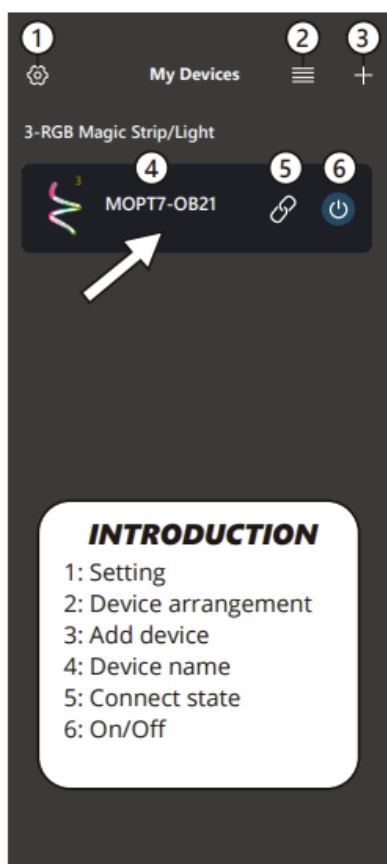 1
2
3
My Devices
3-RGB Magic Strip/Light
4
5
6
3
MOPT7-OB21
INTRODUCTION
1: Setting
2: Device arrangement
3: Add device
4: Device name
5: Connect state
6: On/Off